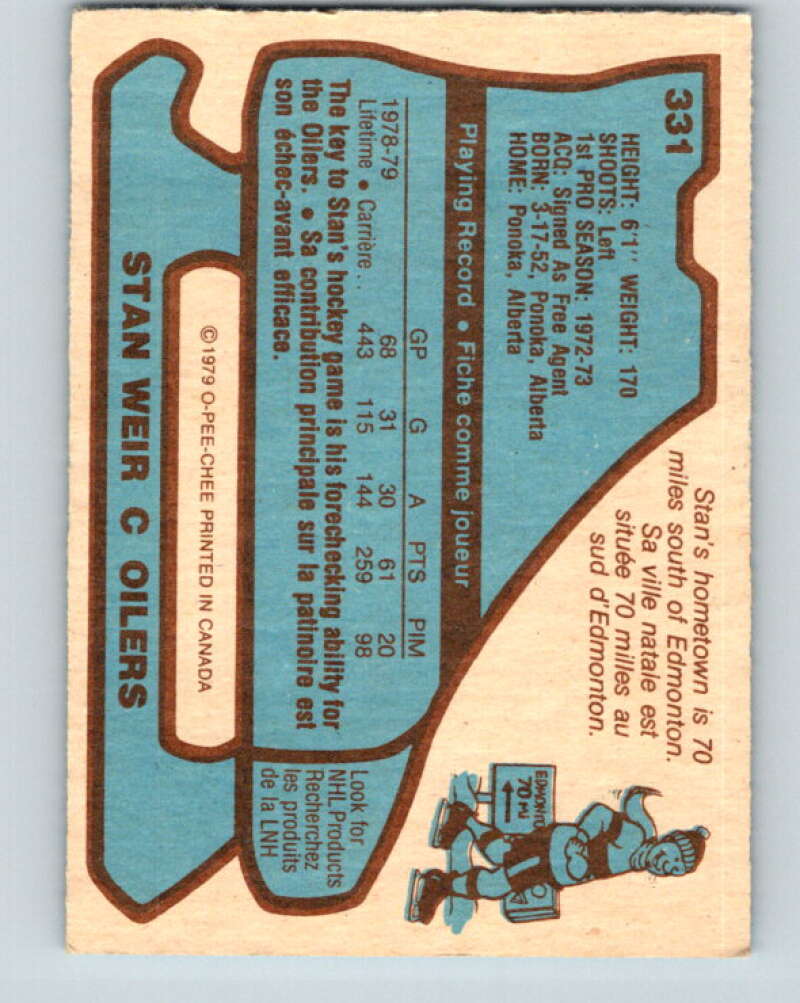 331
HEIGHT: 6'1" WEIGHT: 170
SHOOTS: Left
1st PRO SEASON: 1972-73
ACQ: Signed As Free Agent
BORN: 3-17-52, Ponoka, Alberta
HOME: Ponoka, Alberta
Stan's hometown is 70
miles south of Edmonton.
Sa ville natale est
située 70 milles au
sud d'Edmonton.
EDMONTON
70 MI
Playing Record • Fiche comme joueur
GP G A PTS PIM
1978-79 68 31 30 61 20
Lifetime • Carrière . . 443 115 144 259 98
The key to Stan's hockey game is his forechecking ability for
the Oilers. • Sa contribution principale sur la patinoire est
son échec-avant efficace.
Look for
NHL Products
Recherchez
les produits
de la LNH
©1979 O-PEE-CHEE PRINTED IN CANADA
STAN WEIR C OILERS